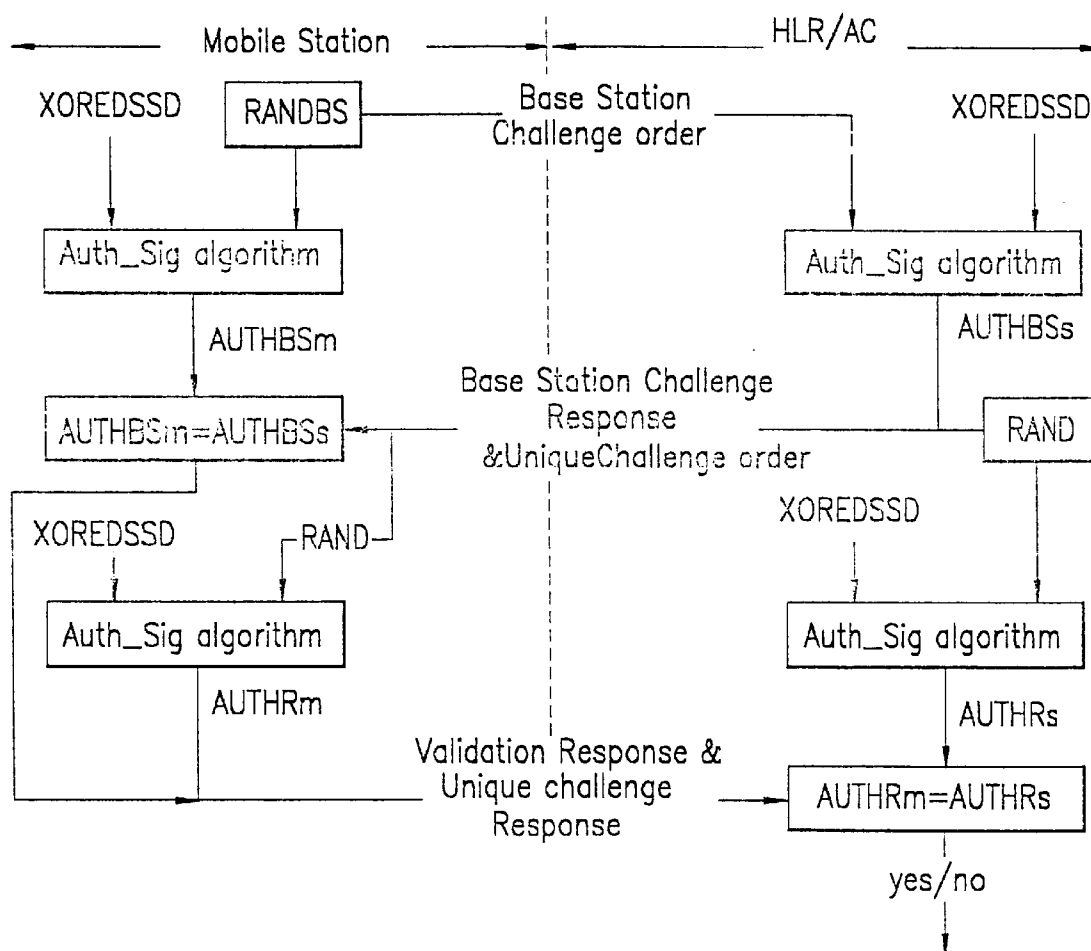 Mobile Station
HLR/AC
XOREDSSD
RANDBS
Base Station
Challenge order
XOREDSSD
Auth_Sig algorithm
Auth_Sig algorithm
AUTHBSm
AUTHBSs
Base Station Challenge
Response
&UniqueChallenge order
AUTHBSm=AUTHBSs
RAND
XOREDSSD
RAND
XOREDSSD
Auth_Sig algorithm
Auth_Sig algorithm
AUTHRm
AUTHRs
Validation Response &
Unique challenge
Response
AUTHRm=AUTHRs
yes/no